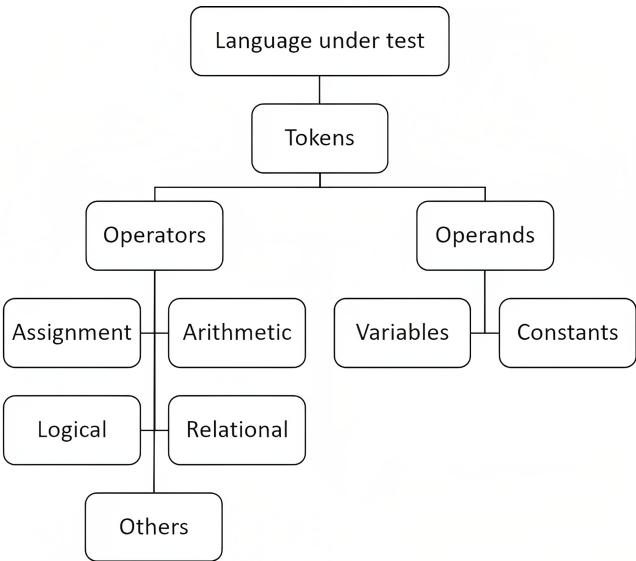 Language under test
Tokens
Operators
Operands
Assignment
Arithmetic
Variables
Constants
Logical
Relational
Others